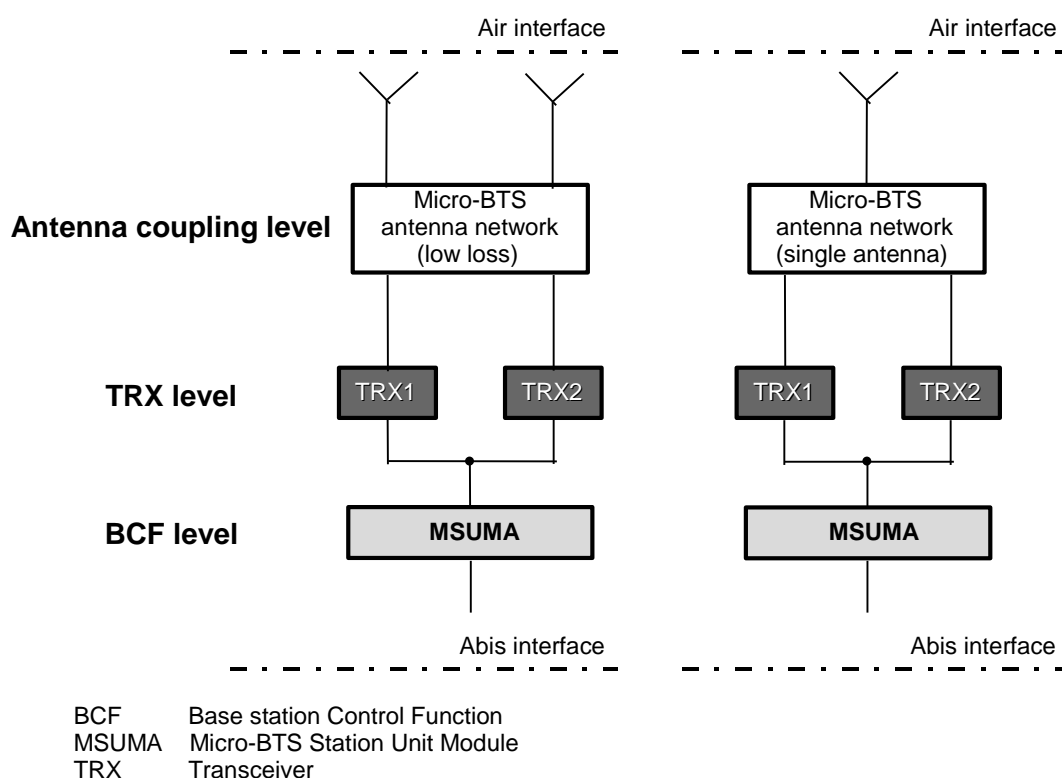 Air interface
Air interface
Micro-BTS
antenna network
(low loss)
Micro-BTS
antenna network
(single antenna)
Antenna coupling level
TRX level
TRX1
TRX2
TRX1
TRX2
BCF level
MSUMA
MSUMA
Abis interface
Abis interface
BCF Base station Control Function
MSUMA Micro-BTS Station Unit Module
TRX Transceiver